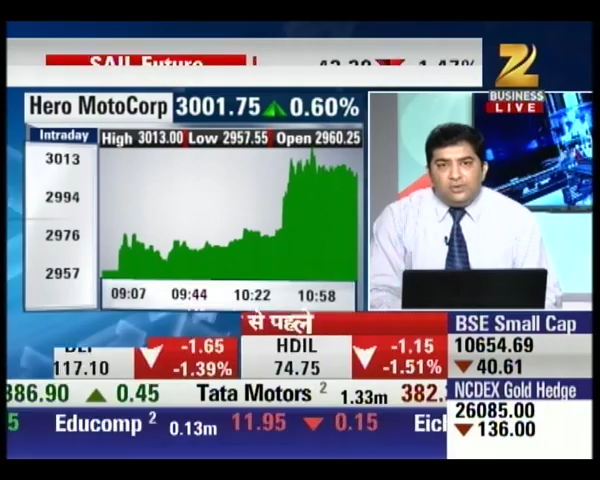 SAIL Future
Z
BUSINESS
LIVE
Hero MotoCorp 3001.75 0.60%
Intraday High 3013.00 Low 2957.55 Open 2960.25
3013
2994
2976
2957
09:07 09:44 10:22 10:58
से पहले
-1.65 HDIL -1.15
117.10 -1.39% 74.75 -1.51%
BSE Small Cap
10654.69
40.61
386.90 0.45 Tata Motors 2 1.33m 382.
NCDEX Gold Hedge
26085.00
136.00
5 Educomp 2 0.13m 11.95 0.15 Eic